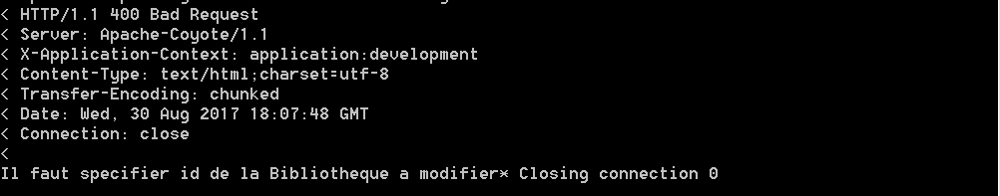 < HTTP/1.1 400 Bad Request
< Server: Apache-Coyote/1.1
< X-Application-Context: application:development
< Content-Type: text/html;charset=utf-8
< Transfer-Encoding: chunked
< Date: Wed, 30 Aug 2017 18:07:48 GMT
< Connection: close
<
Il faut specifier id de la Bibliotheque a modifier* Closing connection 0